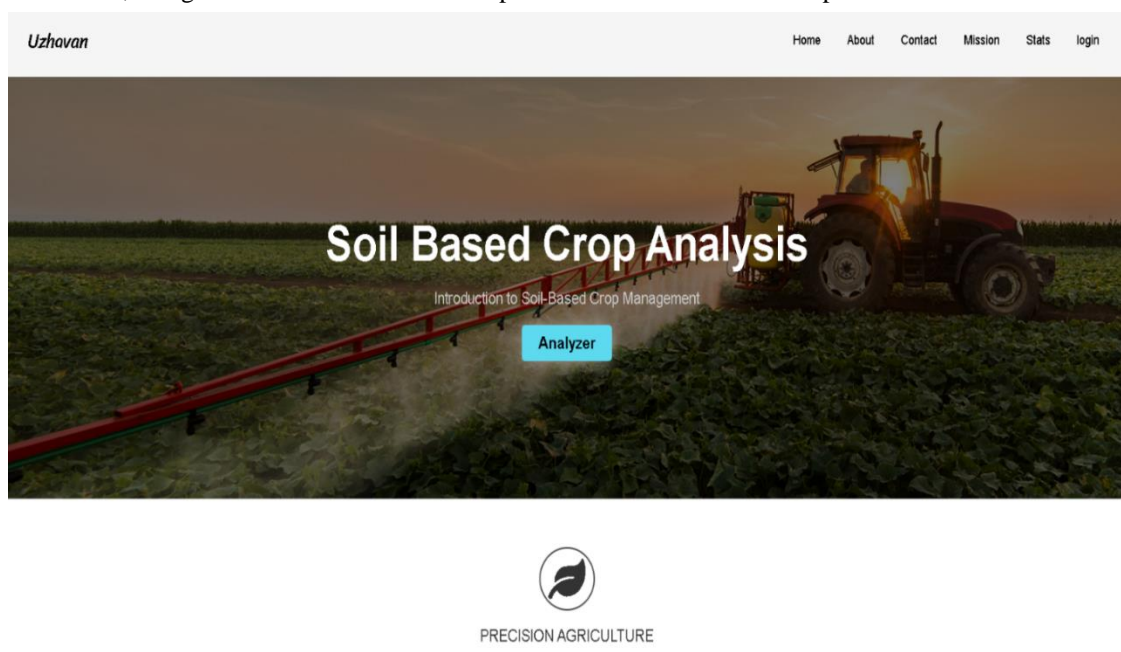 Uzhavan
Home About Contact Mission Stats login
Soil Based Crop Analysis
Introduction to Soil-Based Crop Management
Analyzer
PRECISION AGRICULTURE